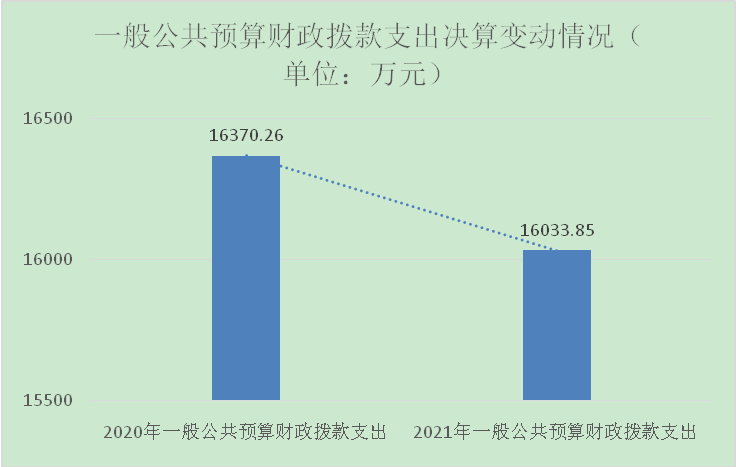 一般公共预算财政拨款支出决算变动情况（
单位：万元）
16500
16370.26
16033.85
16000
15500
2020年一般公共预算财政拨款支出
2021年一般公共预算财政拨款支出